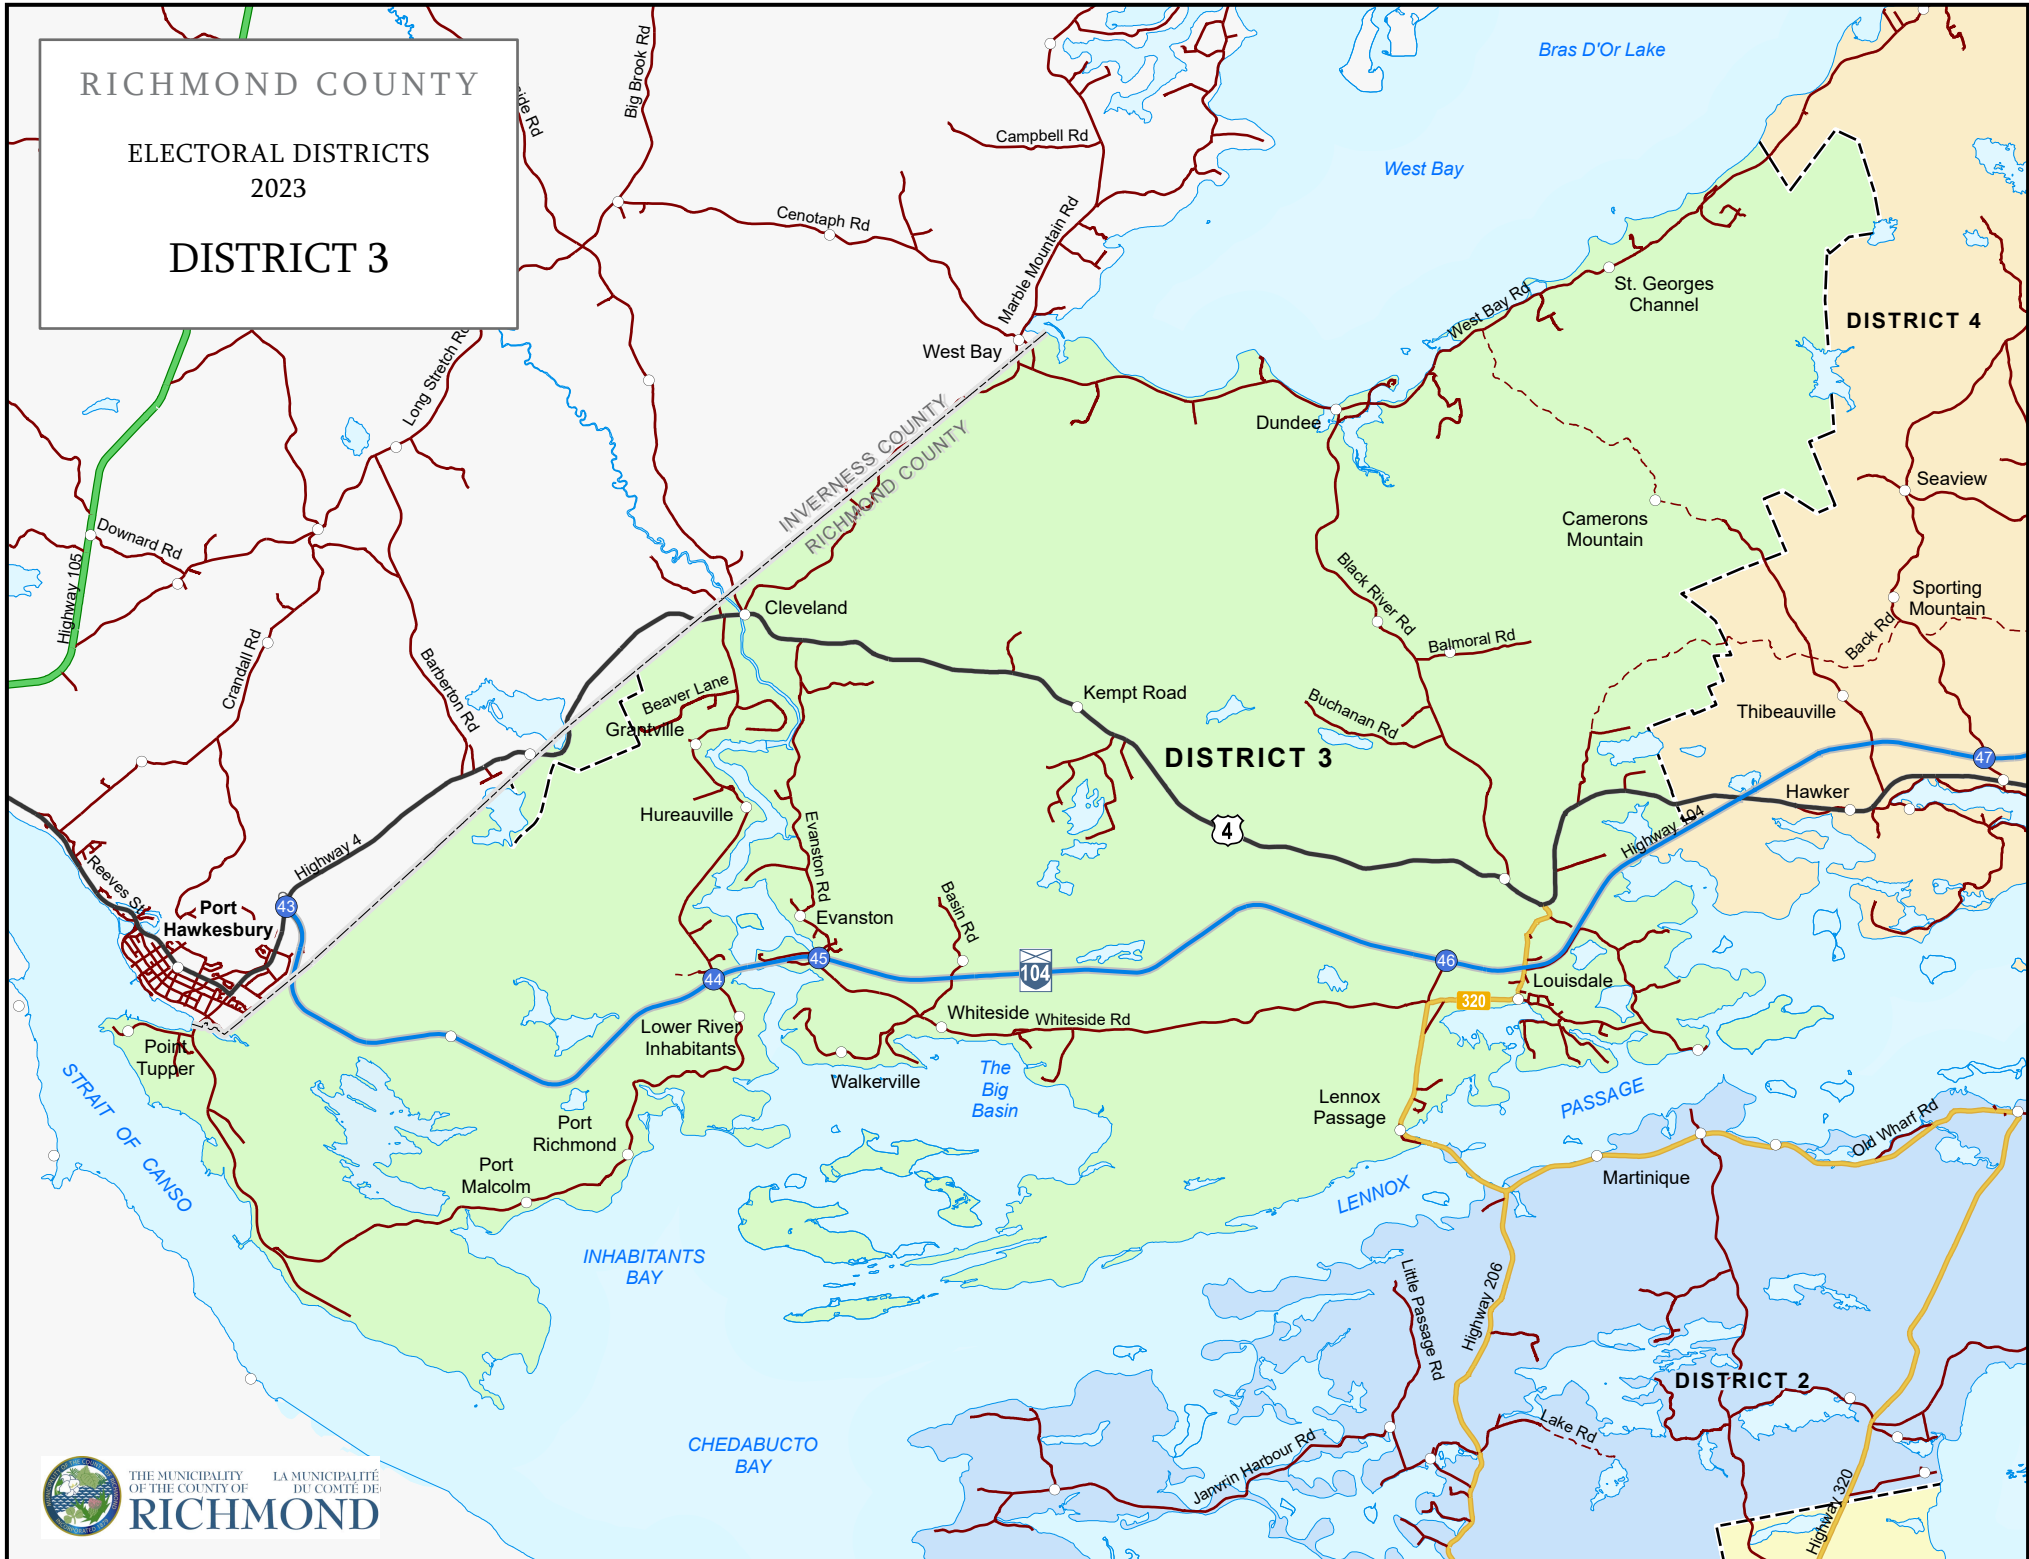 RICHMOND COUNTY
ELECTORAL DISTRICTS
2023
DISTRICT 3
Bras D'Or Lake
Big Brook Rd
Campbell Rd
West Bay
Cenotaph Rd
Marble Mountain Rd
West Bay Rd
St. Georges
Channel
DISTRICT 4
West Bay
Long Stretch Rd
INVERNESS COUNTY
RICHMOND COUNTY
Dundee
Seaview
Camerons
Mountain
Downard Rd
Highway 105
Black River Rd
Sporting
Mountain
Back Rd
Cleveland
Balmoral Rd
Crandall Rd
Barberton Rd
Beaver Lane
Grantville
Kempt Road
Buchanan Rd
Thibeauville
DISTRICT 3
47
Hawker
Hureauville
Evanston Rd
4
Highway 104
Highway 4
Reeves St
Port
Hawkesbury
43
Basin Rd
Evanston
45
44
104
46
Louisdale
320
Whiteside
Whiteside Rd
Lower River
Inhabitants
Point
Tupper
Walkerville
The
Big
Basin
STRAIT OF CANSO
Lennox
Passage
PASSAGE
Old Wharf Rd
Port
Richmond
Port
Malcolm
LENNOX
Martinique
INHABITANTS
BAY
Little Passage Rd
Highway 206
DISTRICT 2
CHEDABUCTO
BAY
Lake Rd
Janvrin Harbour Rd
Highway 320
THE MUNICIPALITY
OF THE COUNTY OF
LA MUNICIPALITÉ
DU COMTÉ DE
RICHMOND